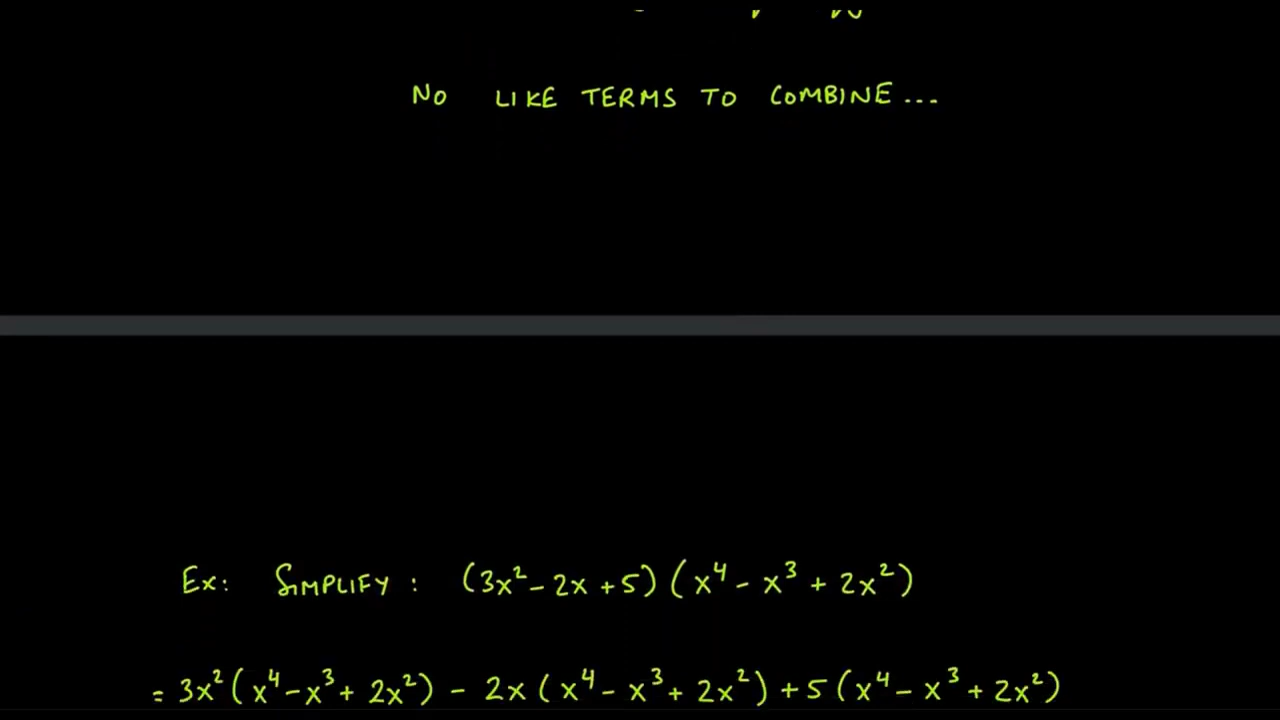 NO LIKE TERMS TO COMBINE...
Ex: SIMPLIFY: (3x² - 2x + 5)(x⁴ - x³ + 2x²)
= 3x²(x⁴ - x³ + 2x²) - 2x(x⁴ - x³ + 2x²) + 5(x⁴ - x³ + 2x²)